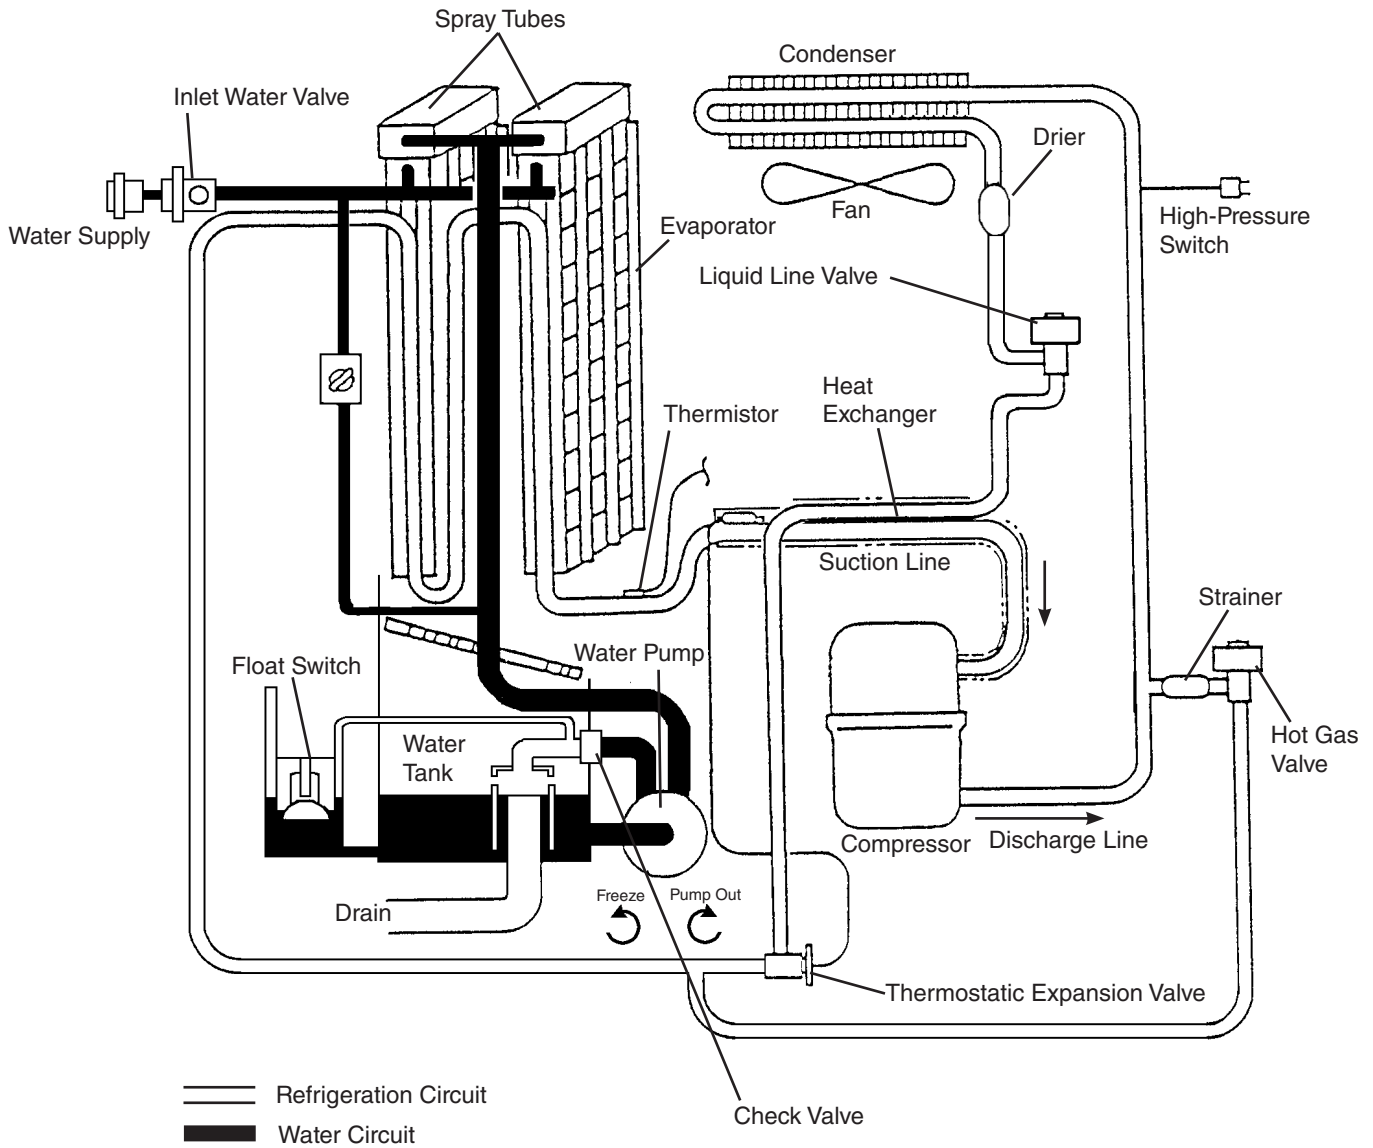 Spray Tubes
Condenser
Inlet Water Valve
Drier
Fan
High-Pressure
Switch
Water Supply
Evaporator
Liquid Line Valve
Heat
Exchanger
Thermistor
Suction Line
Strainer
Float Switch
Water Pump
Water
Tank
Hot Gas
Valve
Compressor
Discharge Line
Freeze
Pump Out
Drain
Thermostatic Expansion Valve
Refrigeration Circuit
Check Valve
Water Circuit